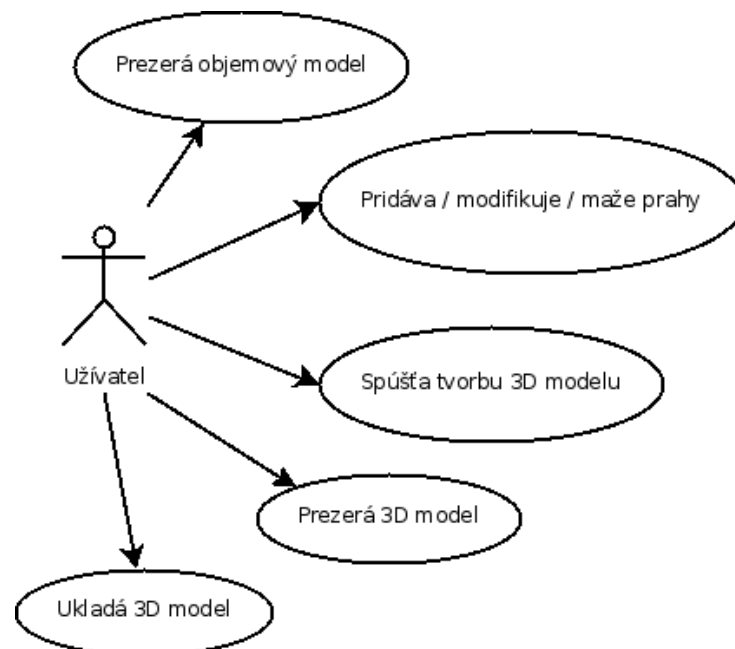 Prezerá objemový model
Pridáva / modifikuje / maže prahy
Užívatel
Spúšťa tvorbu 3D modelu
Prezerá 3D model
Ukladá 3D model